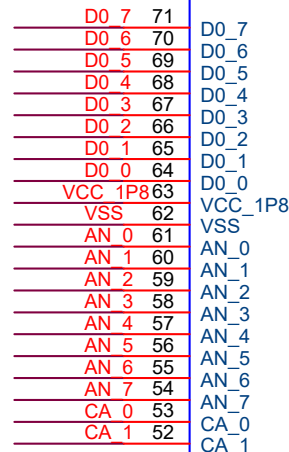 D0_7 71 D0_7
D0_6 70 D0_6
D0_5 69 D0_5
D0_4 68 D0_4
D0_3 67 D0_3
D0_2 66 D0_2
D0_1 65 D0_1
D0_0 64 D0_0
VCC_1P8 63 VCC_1P8
VSS 62 VSS
AN_0 61 AN_0
AN_1 60 AN_1
AN_2 59 AN_2
AN_3 58 AN_3
AN_4 57 AN_4
AN_5 56 AN_5
AN_6 55 AN_6
AN_7 54 AN_7
CA_0 53 CA_0
CA_1 52 CA_1